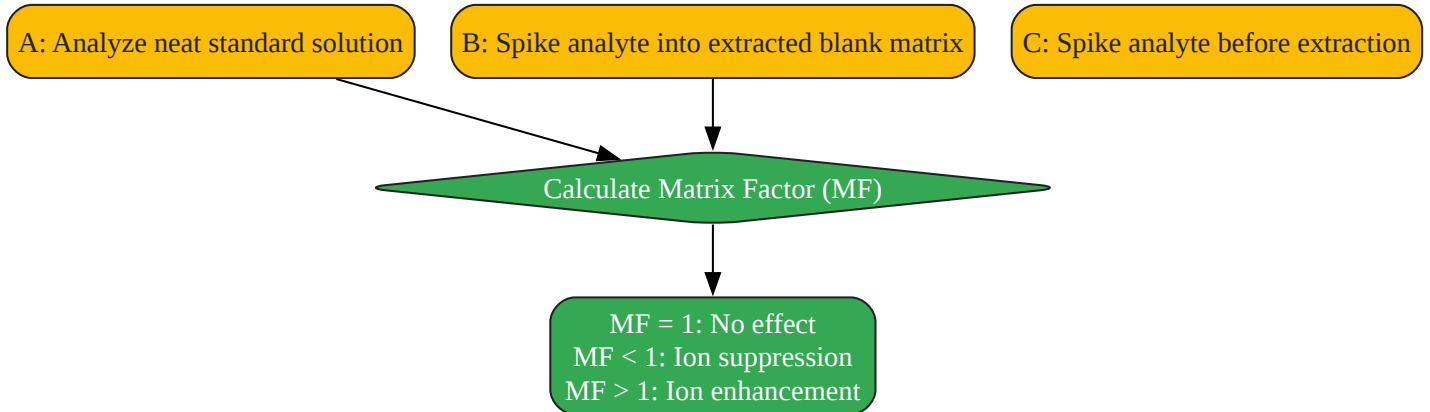 A: Analyze neat standard solution
B: Spike analyte into extracted blank matrix
C: Spike analyte before extraction
Calculate Matrix Factor (MF)
MF = 1: No effect
MF < 1: Ion suppression
MF > 1: Ion enhancement